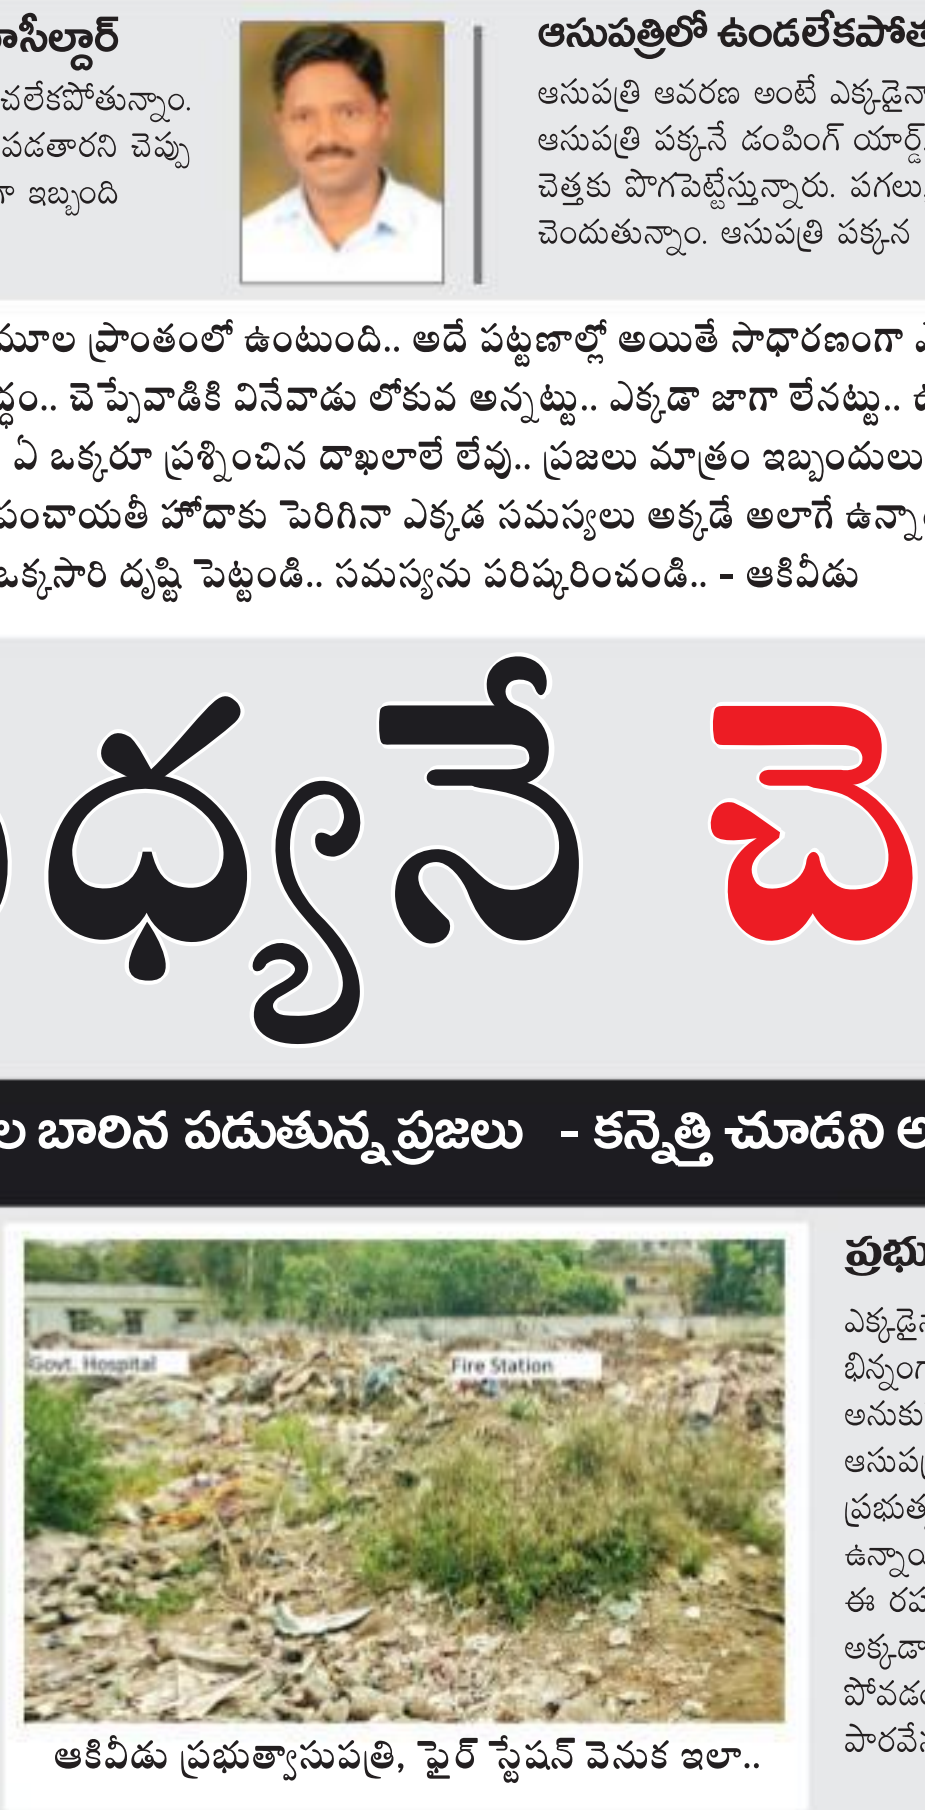 చలేకపోతున్నాం.
పడతారని చెప్పు
ఇబ్బంది
ఆసుపత్రిలో ఉండలేకపోత
ఆసుపత్రి ఆవరణ అంటే ఎక్కడైనా
ఆసుపత్రి పక్కనే డంపింగ్ యార్డ్
చెత్తకు పొగపెట్టేస్తున్నారు. పగలు
చెందుతున్నాం. ఆసుపత్రి పక్కన
మూల ప్రాంతంలో ఉంటుంది.. అదే పట్టణాల్లో అయితే సాధారణంగా
చెప్పేవాడికి వినేవాడు లోకువ అన్నట్టు.. ఎక్కడా జాగా లేనట్టు..
ఏ ఒక్కరూ ప్రశ్నించిన దాఖలాలే లేవు.. ప్రజలు మాత్రం ఇబ్బందులు
పంచాయతీ హోదాకు పెరిగినా ఎక్కడ సమస్యలు అక్కడే అలాగే
ఒక్కసారి దృష్టి పెట్టండి.. సమస్యను పరిష్కరించండి.. - ఆకివీడు
ధ్యనే చె
ల బారిన పడుతున్న ప్రజలు - కన్నెత్తి చూడని
Govt. Hospital
Fire Station
ఆకివీడు ప్రభుత్వాసుపత్రి, ఫైర్ స్టేషన్ వెనుక ఇలా..
ప్రభు
ఎక్కడై
భిన్నంగ
అనుకు
ఆసుప
ప్రభుత
ఉన్నా
ఈ రప
అక్కడా
పోవడ
పారవే